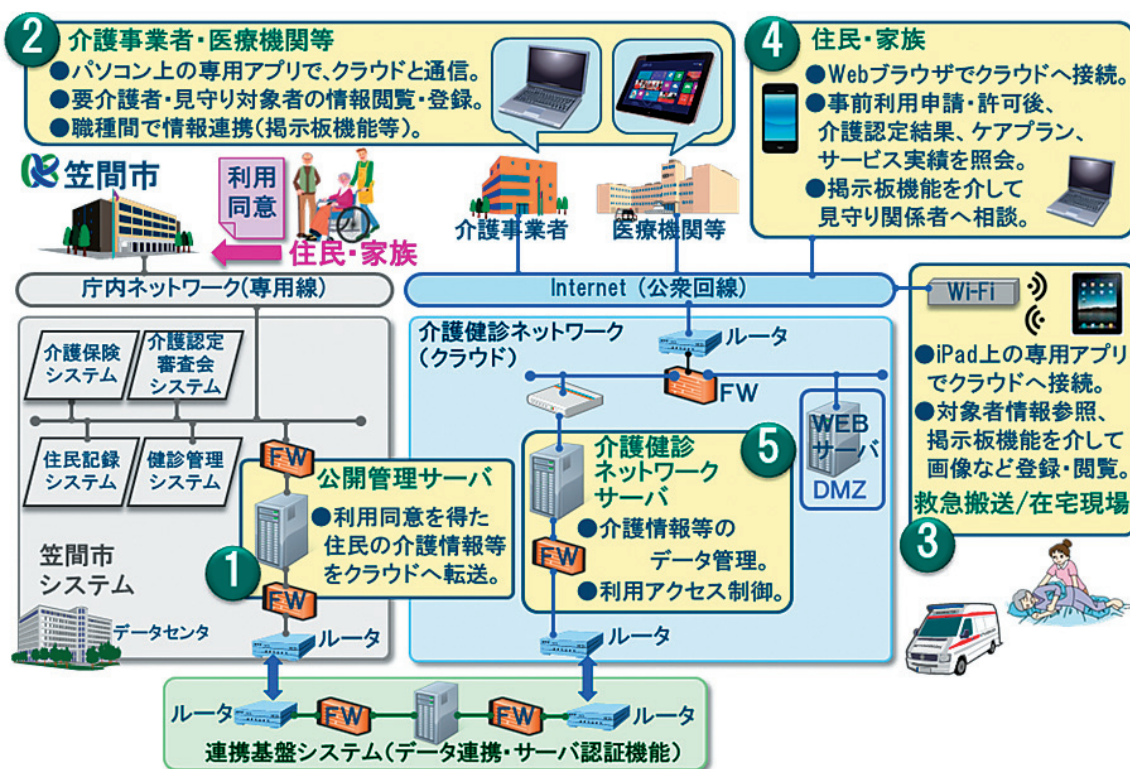 2 介護事業者・医療機関等
●パソコン上の専用アプリで、クラウドと通信。
●要介護者・見守り対象者の情報閲覧・登録。
●職種間で情報連携(掲示板機能等)。
4 住民・家族
●Webブラウザでクラウドへ接続。
●事前利用申請・許可後、
介護認定結果、ケアプラン、
サービス実績を照会。
●掲示板機能を介して
見守り関係者へ相談。
笠間市
利用
同意
住民・家族
介護事業者
医療機関等
庁内ネットワーク(専用線)
Internet (公衆回線)
Wi-Fi
●iPad上の専用アプリ
でクラウドへ接続。
●対象者情報参照、
掲示板機能を介して
画像など登録・閲覧。
救急搬送/在宅現場
3
介護保険
システム
介護認定
審査会
システム
住民記録
システム
健診管理
システム
FW
公開管理サーバ
●利用同意を得た
住民の介護情報等
をクラウドへ転送。
1
FW
ルータ
笠間市
システム
データセンタ
介護健診ネットワーク
(クラウド)
ルータ
FW
WEB
サーバ
DMZ
介護健診
ネットワーク
サーバ
5
●介護情報等の
データ管理。
●利用アクセス制御。
FW
ルータ
ルータ
FW
FW
ルータ
連携基盤システム(データ連携・サーバ認証機能)